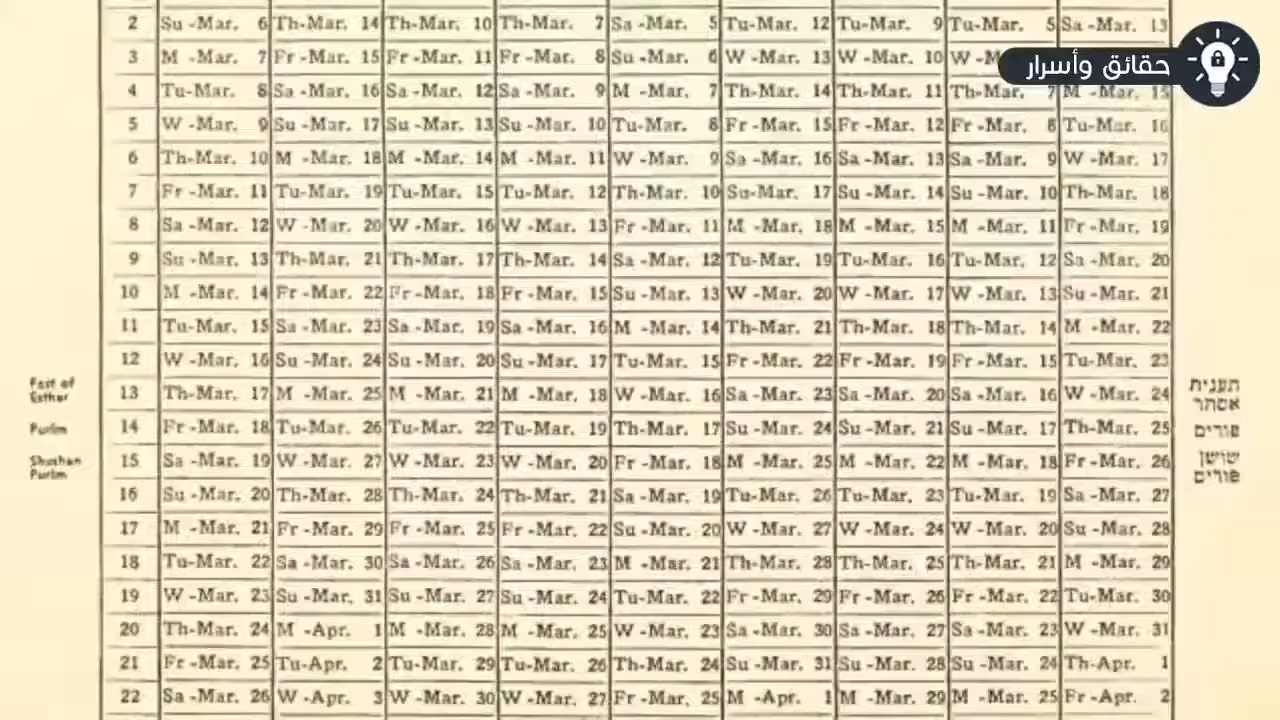 2 Su -Mar. 6 Th-Mar. 14 Th-Mar. 10 Th-Mar. 7 Sa -Mar. 5 Tu-Mar. 12 Tu-Mar. 9 Tu-Mar. 5 Sa -Mar. 13
حقائق وأسرار
3 M -Mar. 7 Fr -Mar. 15 Fr -Mar. 11 Fr -Mar. 8 Su -Mar. 6 W -Mar. 13 W -Mar. 10 W -M
4 Tu-Mar. 8 Sa -Mar. 16 Sa -Mar. 12 Sa -Mar. 9 M -Mar. 7 Th-Mar. 14 Th-Mar. 11 Th-Mar. 7 M -Mar. 15
5 W -Mar. 9 Su -Mar. 17 Su -Mar. 13 Su -Mar. 10 Tu-Mar. 8 Fr -Mar. 15 Fr -Mar. 12 Fr -Mar. 8 Tu-Mar. 16
6 Th-Mar. 10 M -Mar. 18 M -Mar. 14 M -Mar. 11 W -Mar. 9 Sa -Mar. 16 Sa -Mar. 13 Sa -Mar. 9 W -Mar. 17
7 Fr -Mar. 11 Tu-Mar. 19 Tu-Mar. 15 Tu-Mar. 12 Th-Mar. 10 Su-Mar. 17 Su -Mar. 14 Su -Mar. 10 Th-Mar. 18
8 Sa -Mar. 12 W -Mar. 20 W -Mar. 16 W -Mar. 13 Fr -Mar. 11 M -Mar. 18 M -Mar. 15 M -Mar. 11 Fr -Mar. 19
9 Su -Mar. 13 Th-Mar. 21 Th-Mar. 17 Th-Mar. 14 Sa -Mar. 12 Tu-Mar. 19 Tu-Mar. 16 Tu-Mar. 12 Sa -Mar. 20
10 M -Mar. 14 Fr -Mar. 22 Fr -Mar. 18 Fr -Mar. 15 Su -Mar. 13 W -Mar. 20 W -Mar. 17 W -Mar. 13 Su -Mar. 21
11 Tu-Mar. 15 Sa -Mar. 23 Sa -Mar. 19 Sa -Mar. 16 M -Mar. 14 Th-Mar. 21 Th-Mar. 18 Th-Mar. 14 M -Mar. 22
12 W -Mar. 16 Su -Mar. 24 Su -Mar. 20 Su -Mar. 17 Tu-Mar. 15 Fr -Mar. 22 Fr -Mar. 19 Fr -Mar. 15 Tu-Mar. 23
Fast of Esther 13 Th-Mar. 17 M -Mar. 25 M -Mar. 21 M -Mar. 18 W -Mar. 16 Sa -Mar. 23 Sa -Mar. 20 Sa -Mar. 16 W -Mar. 24 תענית אסתר
Purim 14 Fr -Mar. 18 Tu-Mar. 26 Tu-Mar. 22 Tu-Mar. 19 Th-Mar. 17 Su -Mar. 24 Su -Mar. 21 Su -Mar. 17 Th-Mar. 25 פורים
Shushan Purim 15 Sa -Mar. 19 W -Mar. 27 W -Mar. 23 W -Mar. 20 Fr -Mar. 18 M -Mar. 25 M -Mar. 22 M -Mar. 18 Fr -Mar. 26 שושן פורים
16 Su -Mar. 20 Th-Mar. 28 Th-Mar. 24 Th-Mar. 21 Sa -Mar. 19 Tu-Mar. 26 Tu-Mar. 23 Tu-Mar. 19 Sa -Mar. 27
17 M -Mar. 21 Fr -Mar. 29 Fr -Mar. 25 Fr -Mar. 22 Su -Mar. 20 W -Mar. 27 W -Mar. 24 W -Mar. 20 Su -Mar. 28
18 Tu-Mar. 22 Sa -Mar. 30 Sa -Mar. 26 Sa -Mar. 23 M -Mar. 21 Th-Mar. 28 Th-Mar. 25 Th-Mar. 21 M -Mar. 29
19 W -Mar. 23 Su -Mar. 31 Su -Mar. 27 Su -Mar. 24 Tu-Mar. 22 Fr -Mar. 29 Fr -Mar. 26 Fr -Mar. 22 Tu-Mar. 30
20 Th-Mar. 24 M -Apr. 1 M -Mar. 28 M -Mar. 25 W -Mar. 23 Sa -Mar. 30 Sa -Mar. 27 Sa -Mar. 23 W -Mar. 31
21 Fr -Mar. 25 Tu-Apr. 2 Tu-Mar. 29 Tu-Mar. 26 Th-Mar. 24 Su -Mar. 31 Su -Mar. 28 Su -Mar. 24 Th-Apr. 1
22 Sa -Mar. 26 W -Apr. 3 W -Mar. 30 W -Mar. 27 Fr -Mar. 25 M -Apr. 1 M -Mar. 29 M -Mar. 25 Fr -Apr. 2